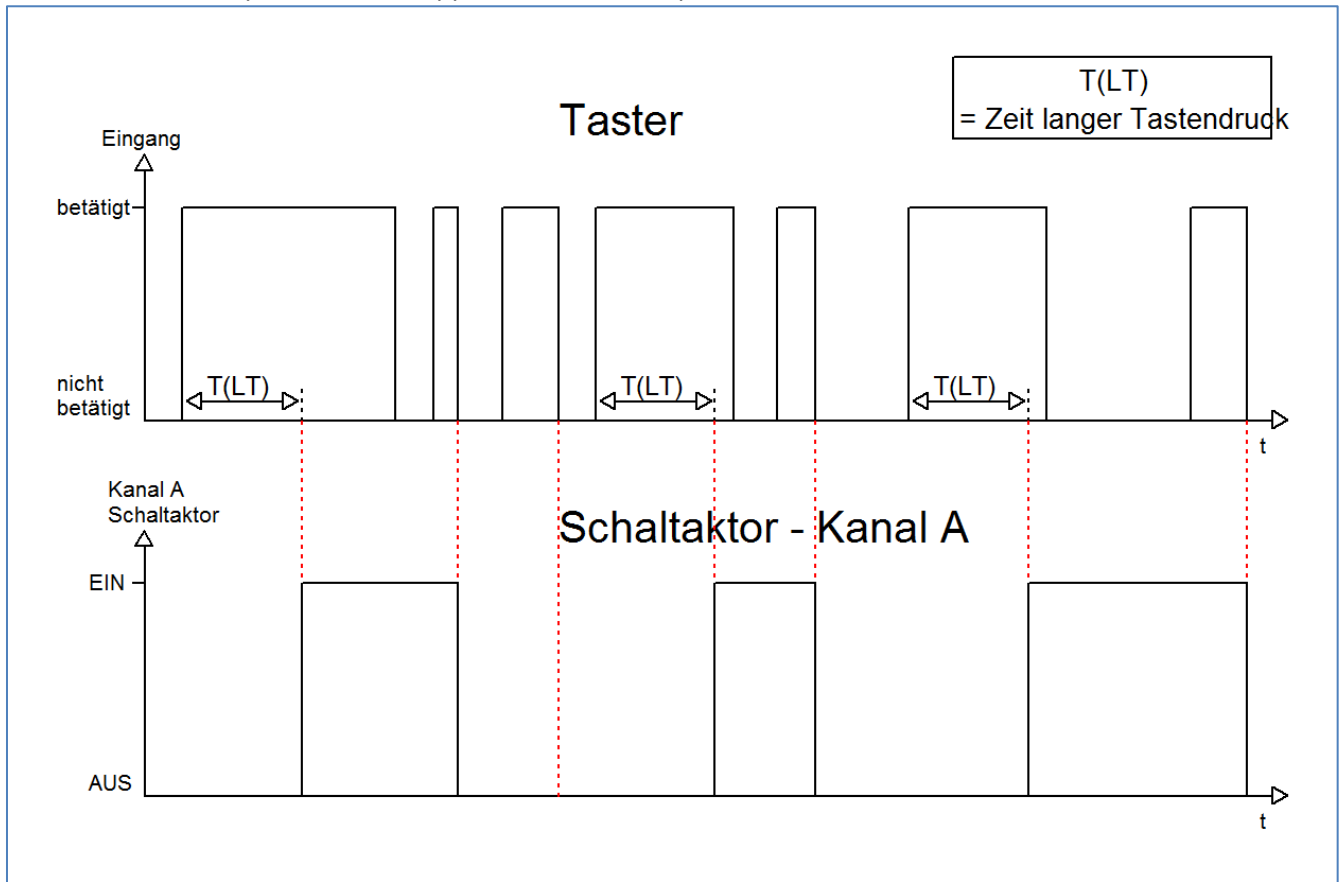 T(LT)
= Zeit langer Tastendruck
Taster
Eingang
betätigt
nicht
betätigt
T(LT)
T(LT)
T(LT)
t
Kanal A
Schaltaktor
Schaltaktor - Kanal A
EIN
AUS
t